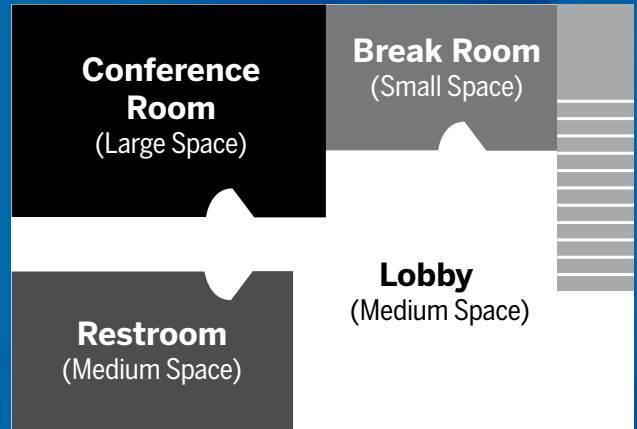 Conference
Room
(Large Space)
Break Room
(Small Space)
Lobby
(Medium Space)
Restroom
(Medium Space)